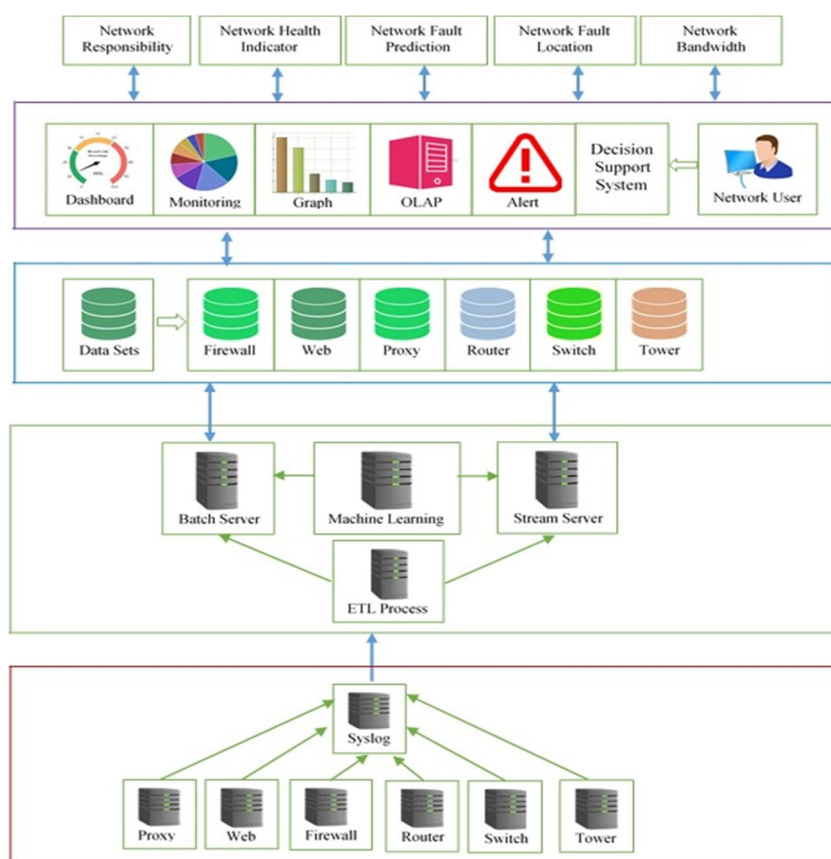 Network
Responsibility
Network Health
Indicator
Network Fault
Prediction
Network Fault
Location
Network
Bandwidth
Dashboard
Monitoring
Graph
OLAP
Alert
Decision
Support
System
Network User
Data Sets
Firewall
Web
Proxy
Router
Switch
Tower
Batch Server
Machine Learning
Stream Server
ETL Process
Syslog
Proxy
Web
Firewall
Router
Switch
Tower